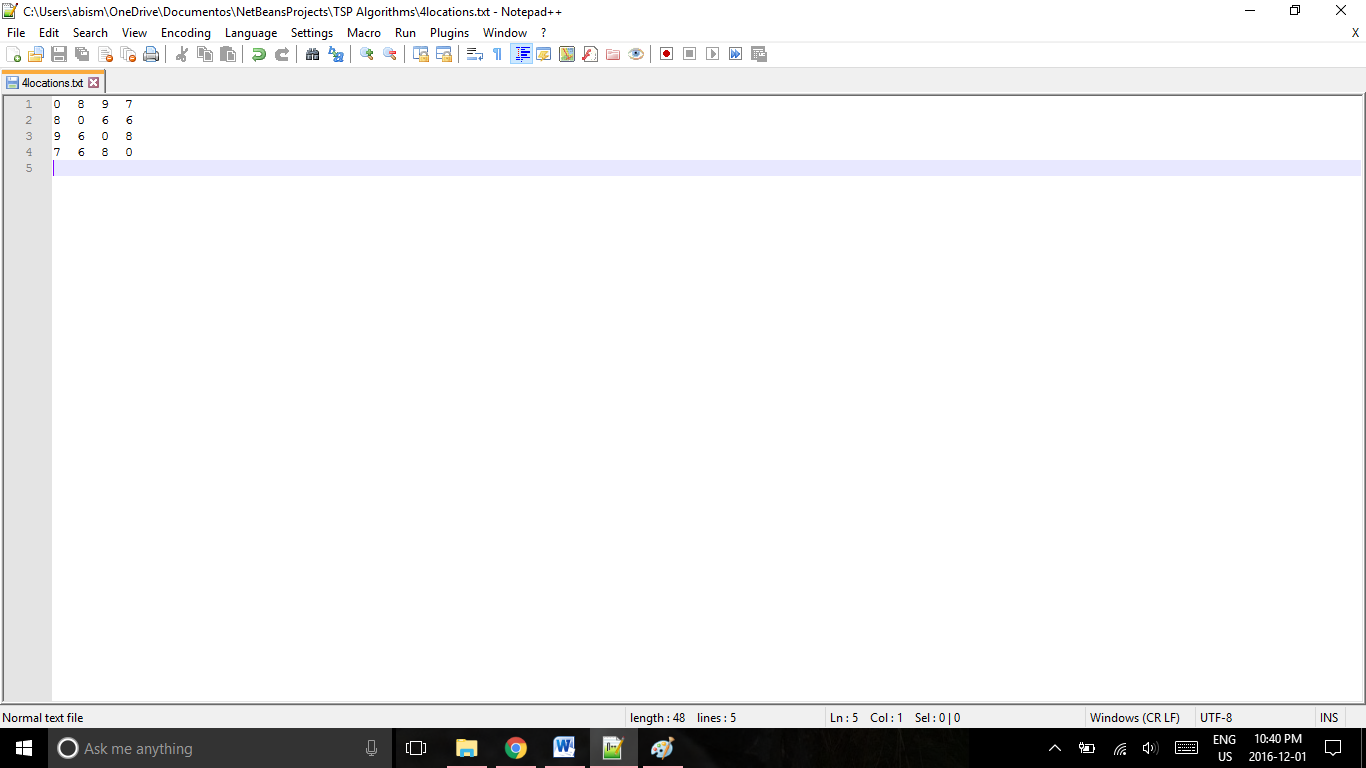 C:\Users\abism\OneDrive\Documentos\NetBeansProjects\TSP Algorithms\4locations.txt - Notepad++
File Edit Search View Encoding Language Settings Macro Run Plugins Window ? X
4locations.txt
1 0 8 9 7
2 8 0 6 6
3 9 6 0 8
4 7 6 8 0
5
Normal text file length : 48 lines : 5 Ln : 5 Col : 1 Sel : 0 | 0 Windows (CR LF) UTF-8 INS
Ask me anything
ENG 10:40 PM
US 2016-12-01